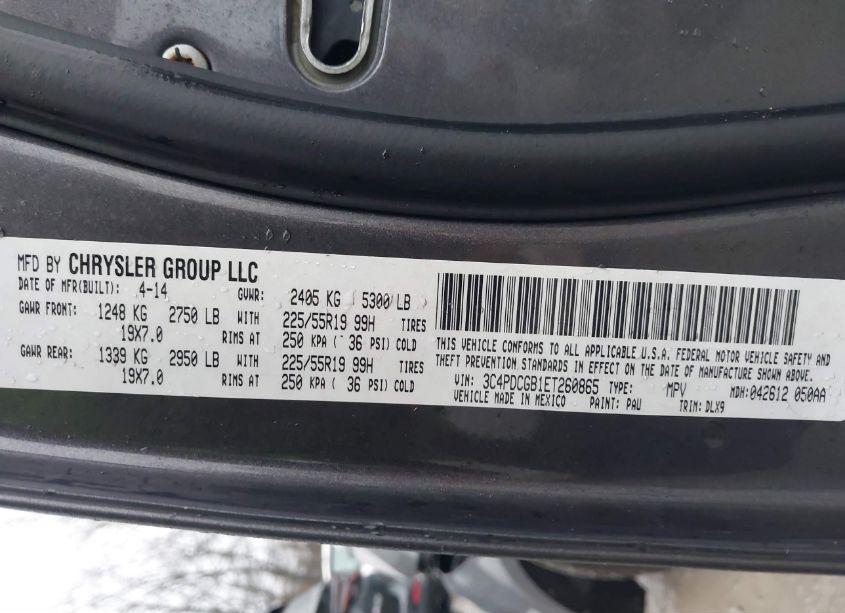 MFD BY CHRYSLER GROUP LLC
DATE OF MFR(BUILT): 4-14 GVWR: 2405 KG ( 5300 LB
GAWR FRONT: 1248 KG 2750 LB WITH 225/55R19 99H TIRES
19X7.0 RIMS AT 250 KPA ( 36 PSI) COLD
GAWR REAR: 1339 KG 2950 LB WITH 225/55R19 99H TIRES
19X7.0 RIMS AT 250 KPA ( 36 PSI) COLD
THIS VEHICLE CONFORMS TO ALL APPLICABLE U.S.A. FEDERAL MOTOR VEHICLE SAFETY AND
THEFT PREVENTION STANDARDS IN EFFECT ON THE DATE OF MANUFACTURE SHOWN ABOVE.
VIN: 3C4PDCGB1ET260865 TYPE: MPV MDH: 042612 050AA
VEHICLE MADE IN MEXICO PAINT: PAU TRIM: DLX9